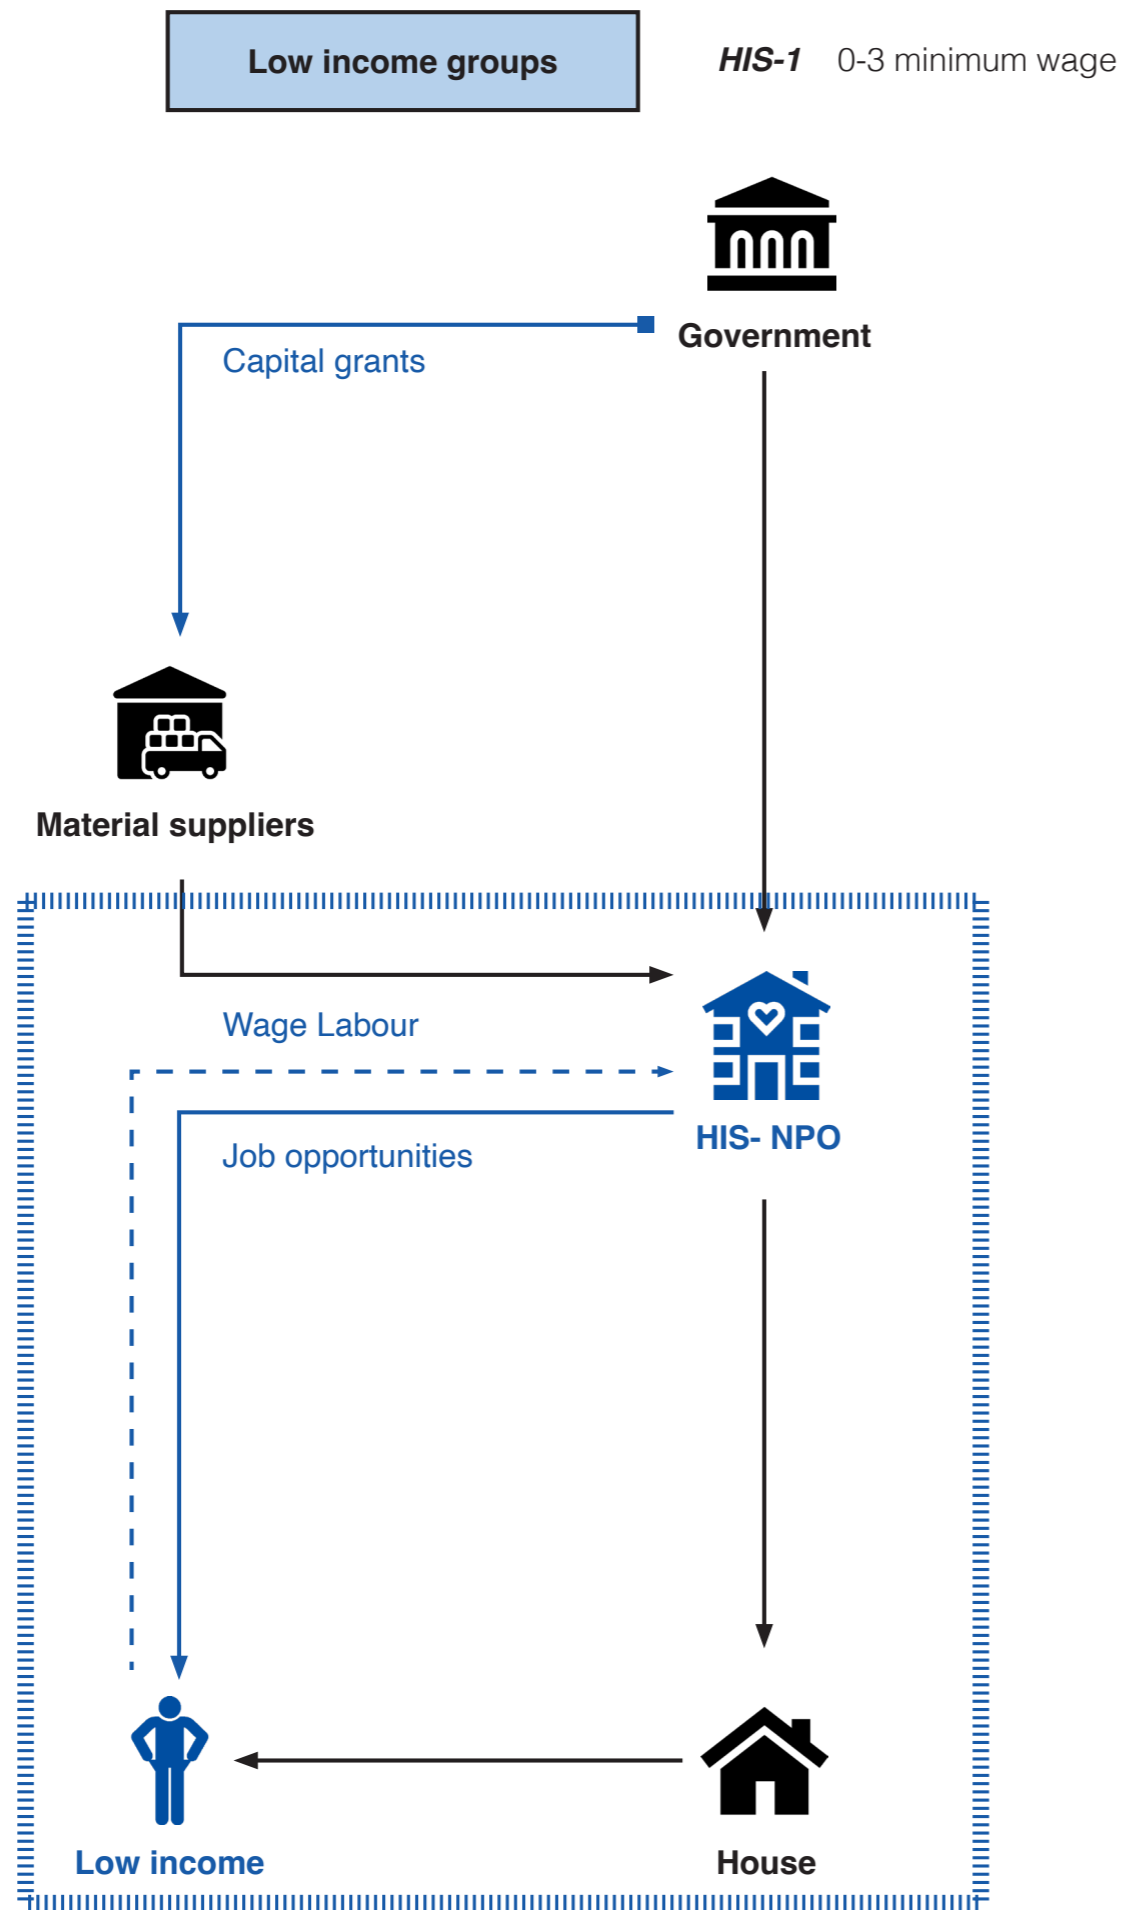 Low income groups
HIS-1 0-3 minimum wage
Government
Capital grants
Material suppliers
Wage Labour
HIS- NPO
Job opportunities
Low income
House